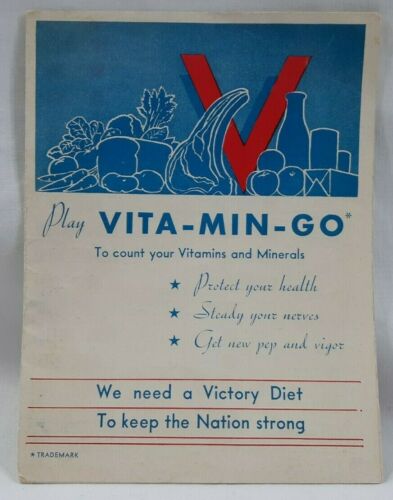 V
Play VITA-MIN-GO*
To count your Vitamins and Minerals
★ Protect your health
★ Steady your nerves
★ Get new pep and vigor
We need a Victory Diet
To keep the Nation strong
* TRADEMARK